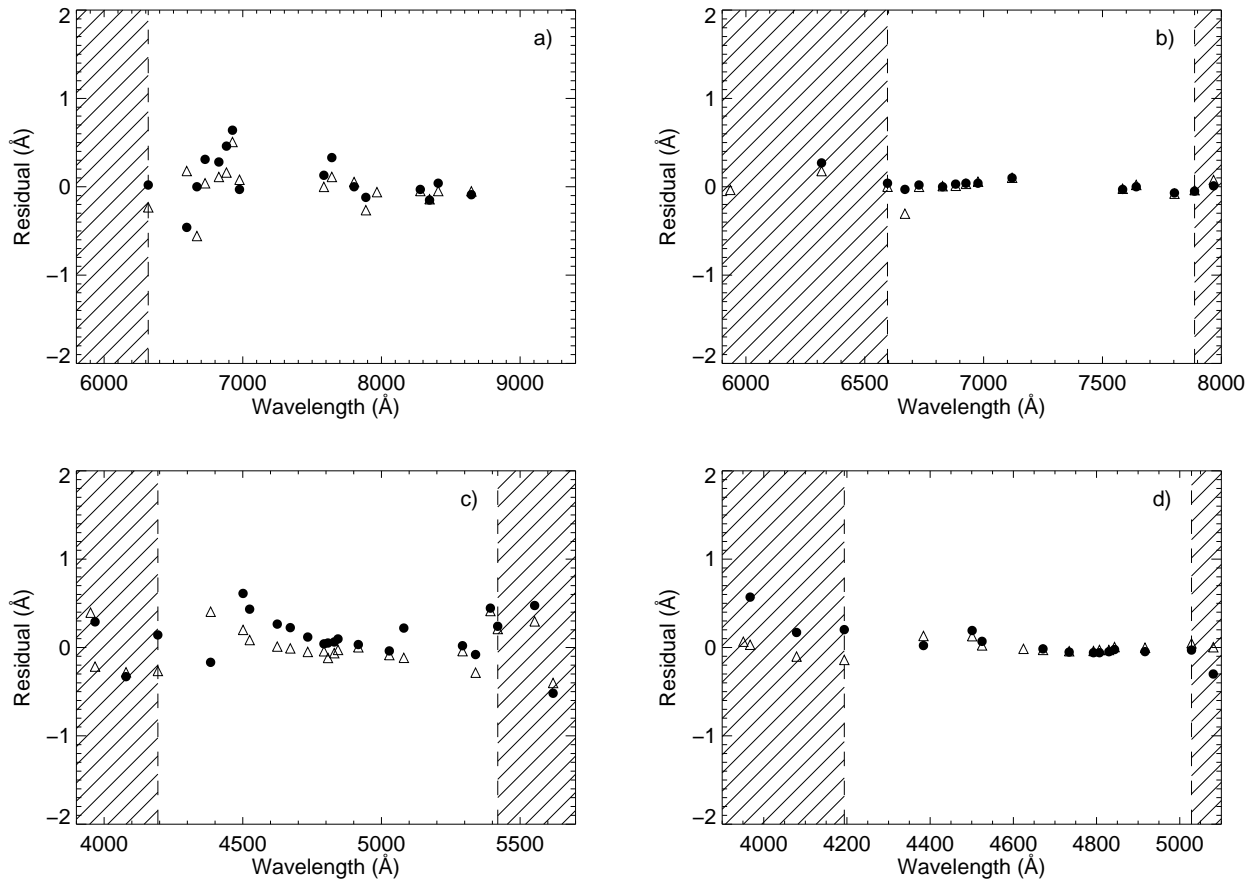 a)
2
1
0
−1
−2
Residual (Å)
6000 7000 8000 9000
Wavelength (Å)
b)
2
1
0
−1
−2
Residual (Å)
6000 6500 7000 7500 8000
Wavelength (Å)
c)
2
1
0
−1
−2
Residual (Å)
4000 4500 5000 5500
Wavelength (Å)
d)
2
1
0
−1
−2
Residual (Å)
4000 4200 4400 4600 4800 5000
Wavelength (Å)